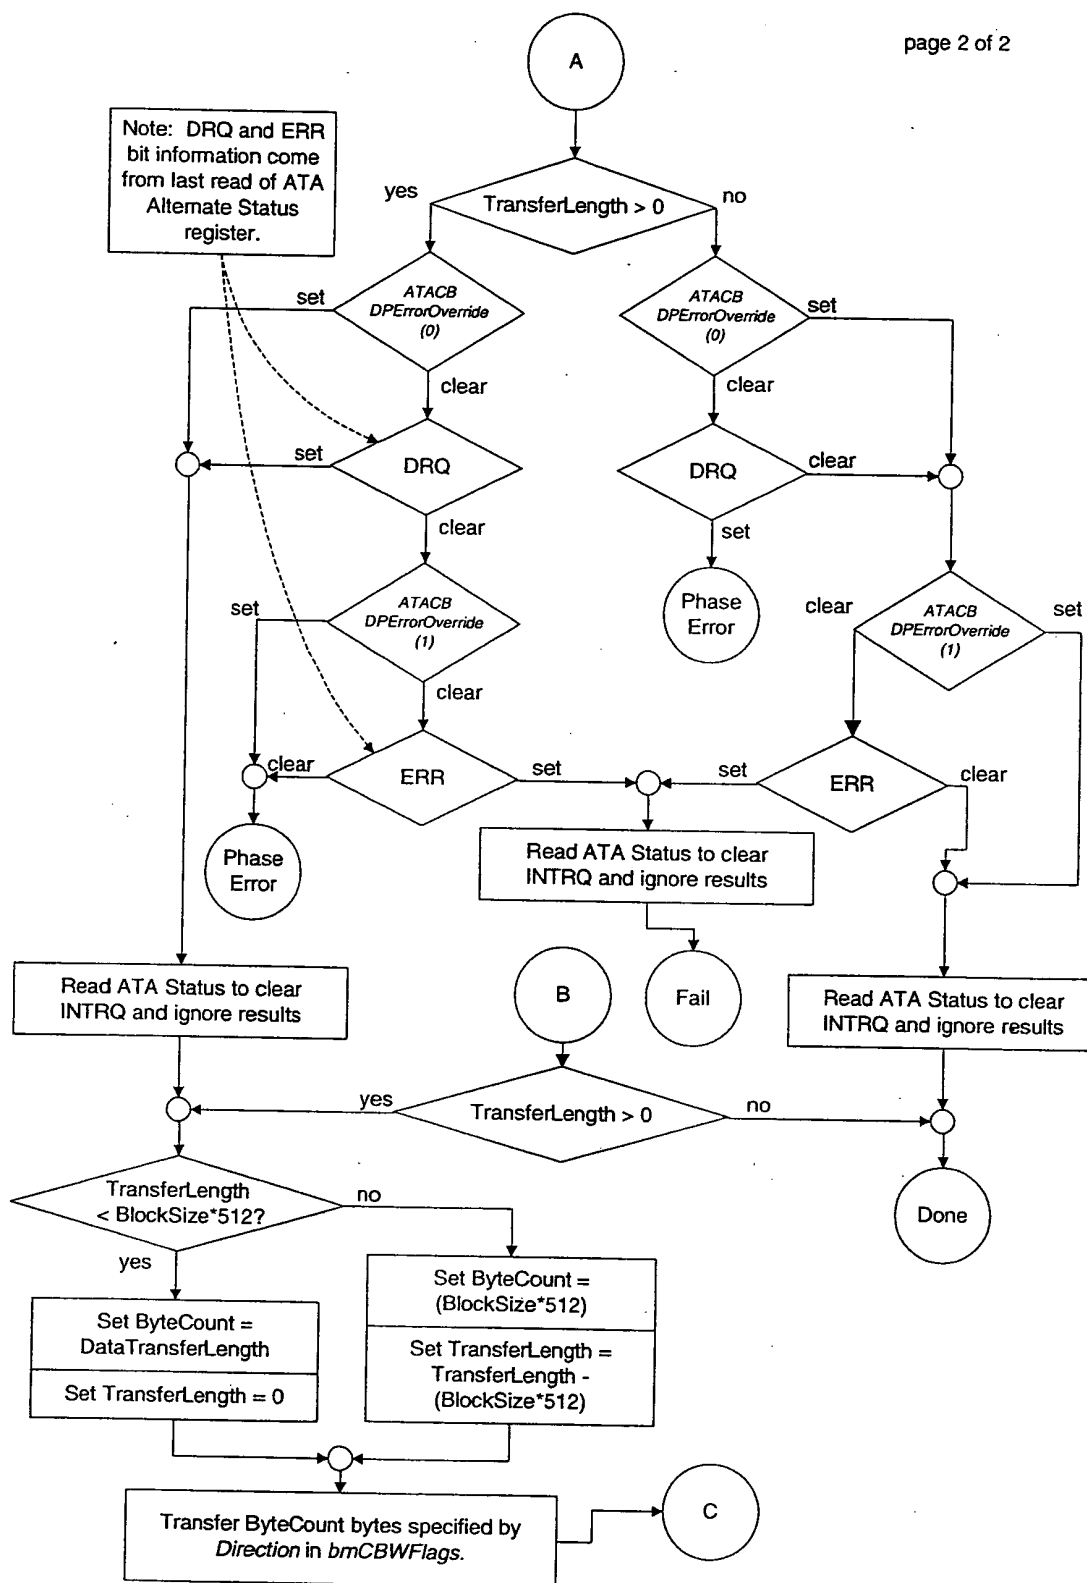 page 2 of 2
A
Note: DRQ and ERR
bit information come
from last read of ATA
Alternate Status
register.
yes
TransferLength > 0
no
set
ATACB
DPErrorOverride
(0)
clear
ATACB
DPErrorOverride
(0)
set
clear
set
DRQ
clear
DRQ
clear
set
Phase
Error
set
ATACB
DPErrorOverride
(1)
clear
clear
ATACB
DPErrorOverride
(1)
set
clear
ERR
set
set
ERR
clear
Phase
Error
Read ATA Status to clear
INTRQ and ignore results
Read ATA Status to clear
INTRQ and ignore results
B
Fail
Read ATA Status to clear
INTRQ and ignore results
yes
TransferLength > 0
no
Done
TransferLength
< BlockSize*512?
no
yes
Set ByteCount =
DataTransferLength
Set TransferLength = 0
Set ByteCount =
(BlockSize*512)
Set TransferLength =
TransferLength -
(BlockSize*512)
Transfer ByteCount bytes specified by
Direction in bmCBWFlags.
C